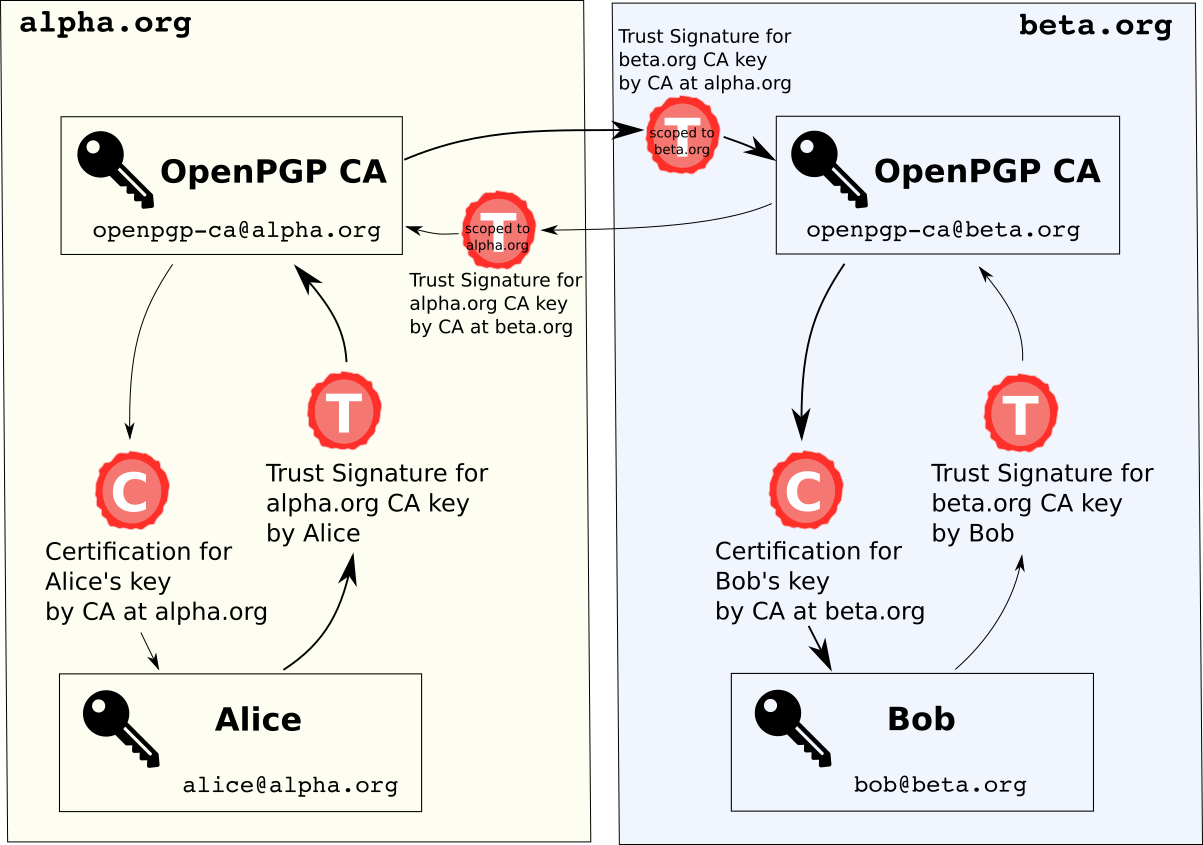 alpha.org
beta.org
Trust Signature for
beta.org CA key
by CA at alpha.org
T
scoped to
beta.org
OpenPGP CA
openpgp-ca@alpha.org
OpenPGP CA
openpgp-ca@beta.org
T
scoped to
alpha.org
Trust Signature for
alpha.org CA key
by CA at beta.org
T
Trust Signature for
alpha.org CA key
by Alice
C
Certification for
Alice's key
by CA at alpha.org
T
Trust Signature for
beta.org CA key
by Bob
C
Certification for
Bob's key
by CA at beta.org
Alice
alice@alpha.org
Bob
bob@beta.org